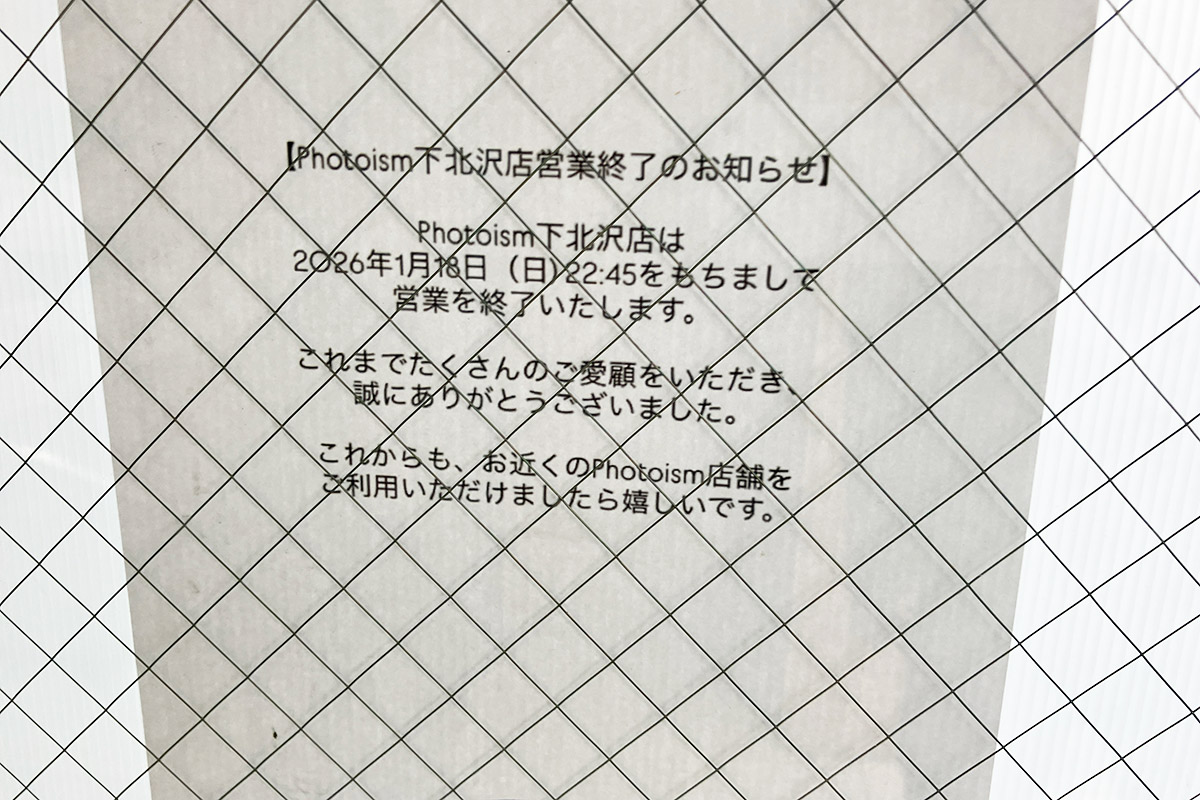 【Photoism下北沢店営業終了のお知らせ】
Photoism下北沢店は
2026年1月18日（日）22:45をもちまして
営業を終了いたします。
これまでたくさんのご愛顧をいただき、
誠にありがとうございました。
これからも、お近くのPhotoism店舗を
ご利用いただけましたら嬉しいです。